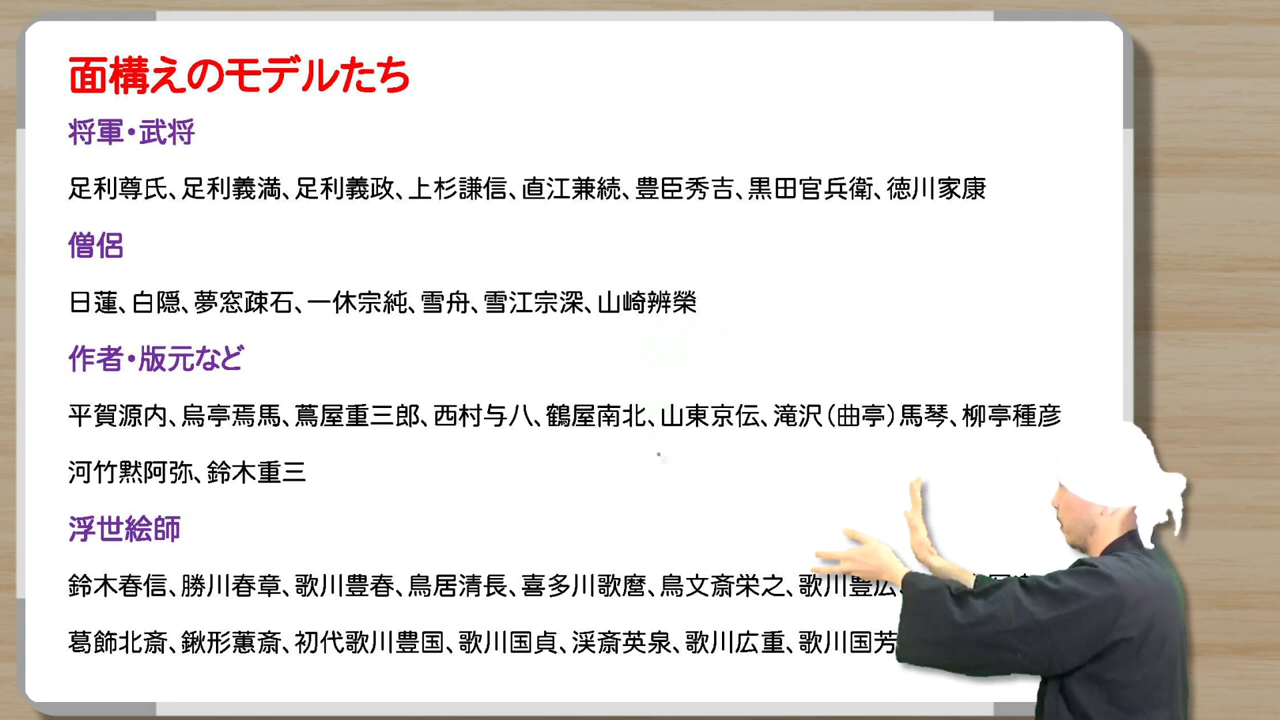 面構えのモデルたち
将軍・武将
足利尊氏、足利義満、足利義政、上杉謙信、直江兼続、豊臣秀吉、黒田官兵衛、徳川家康
僧侶
日蓮、白隠、夢窓疎石、一休宗純、雪舟、雪江宗深、山崎辨榮
作者・版元など
平賀源内、烏亭焉馬、蔦屋重三郎、西村与八、鶴屋南北、山東京伝、滝沢(曲亭)馬琴、柳亭種彦
河竹黙阿弥、鈴木重三
浮世絵師
鈴木春信、勝川春章、歌川豊春、鳥居清長、喜多川歌麿、鳥文斎栄之、歌川豊広、
葛飾北斎、鍬形蕙斎、初代歌川豊国、歌川国貞、渓斎英泉、歌川広重、歌川国芳